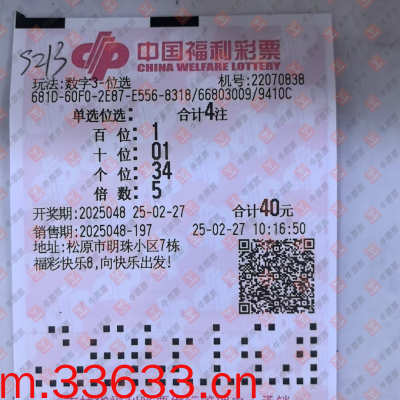 5213
中国福利彩票
CHINA WELFARE LOTTERY
玩法:数字3-位选 机号:22070838
681D-60F0-2E87-E556-8318/66803009/9410C
单选位选: 合计4注
百 位: 1
十 位: 01
个 位: 34
倍 数: 5
开奖期:2025048 25-02-27 合计40元
销售期:2025048-197 25-02-27 10:16:50
地址:松原市明珠小区7栋
福彩快乐8,向快乐出发!
m.33633.cn